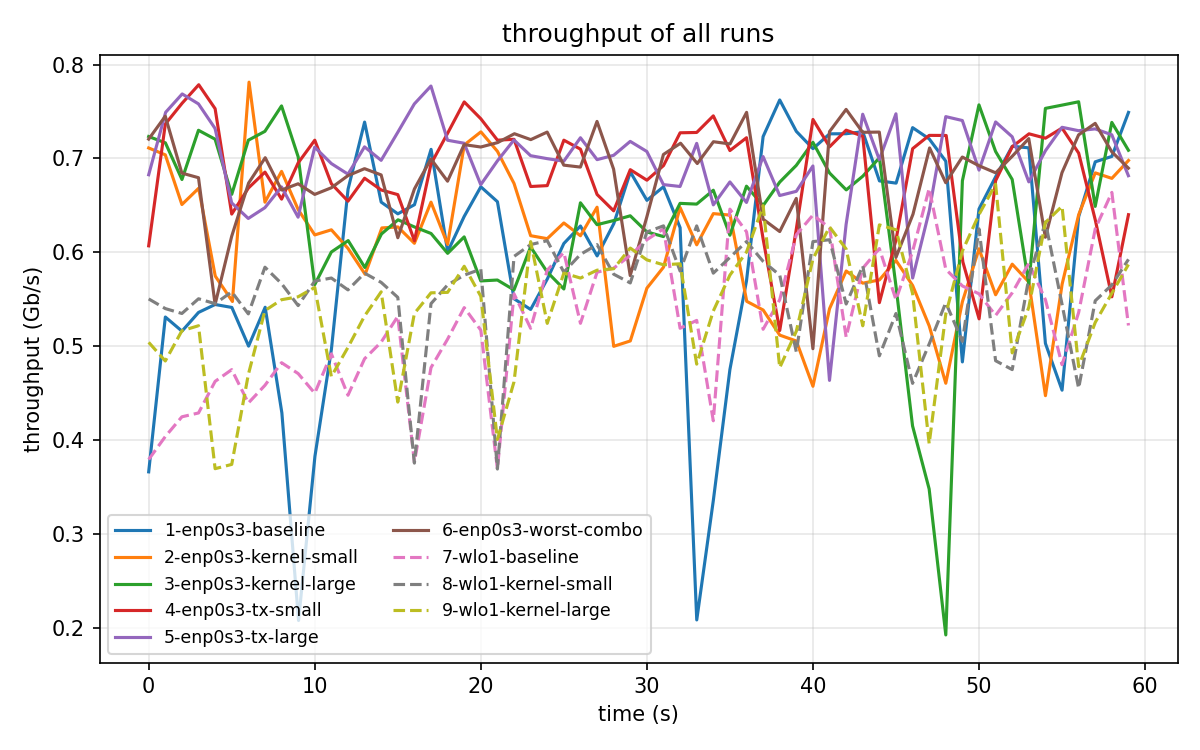 throughput of all runs
throughput (Gb/s)
0.8
0.7
0.6
0.5
0.4
0.3
0.2
1-enp0s3-baseline
2-enp0s3-kernel-small
3-enp0s3-kernel-large
4-enp0s3-tx-small
5-enp0s3-tx-large
6-enp0s3-worst-combo
7-wlo1-baseline
8-wlo1-kernel-small
9-wlo1-kernel-large
0 10 20 30 40 50 60
time (s)